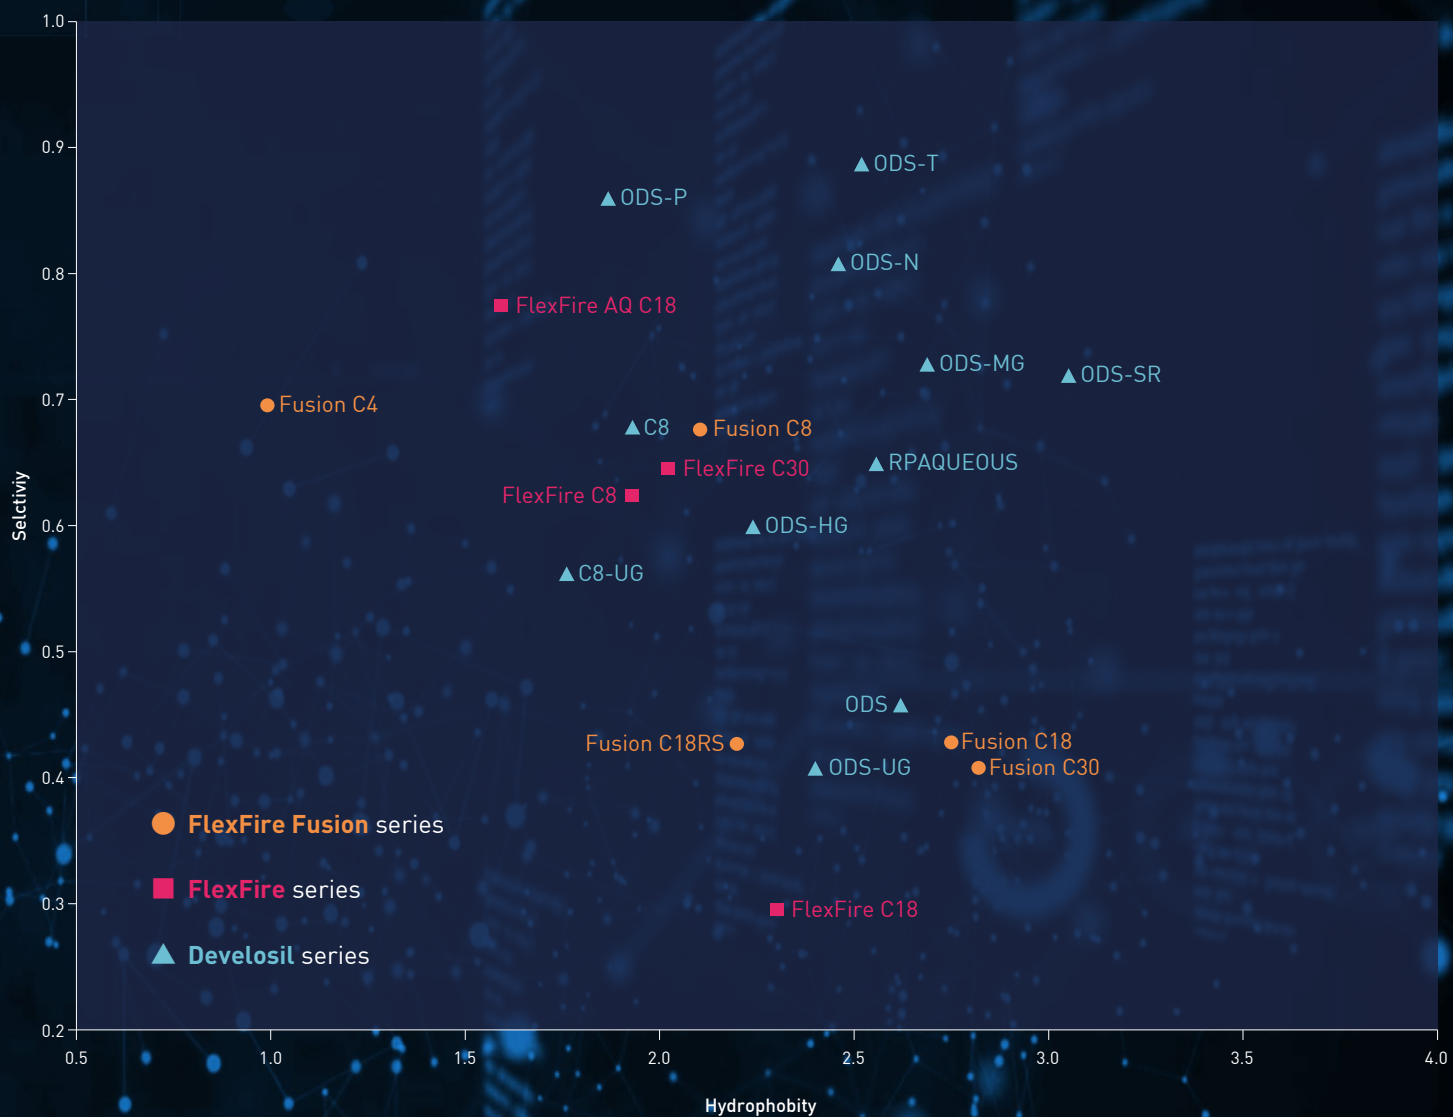 1.0
0.9
ODS-T
ODS-P
0.8
ODS-N
FlexFire AQ C18
ODS-MG
ODS-SR
0.7
Fusion C4
C8
Fusion C8
RPAQUEOUS
FlexFire C30
FlexFire C8
Selctiviy
0.6
ODS-HG
C8-UG
0.5
ODS
Fusion C18RS
Fusion C18
0.4
ODS-UG
Fusion C30
FlexFire Fusion series
FlexFire series
0.3
FlexFire C18
Develosil series
0.2
0.5 1.0 1.5 2.0 2.5 3.0 3.5 4.0
Hydrophobity